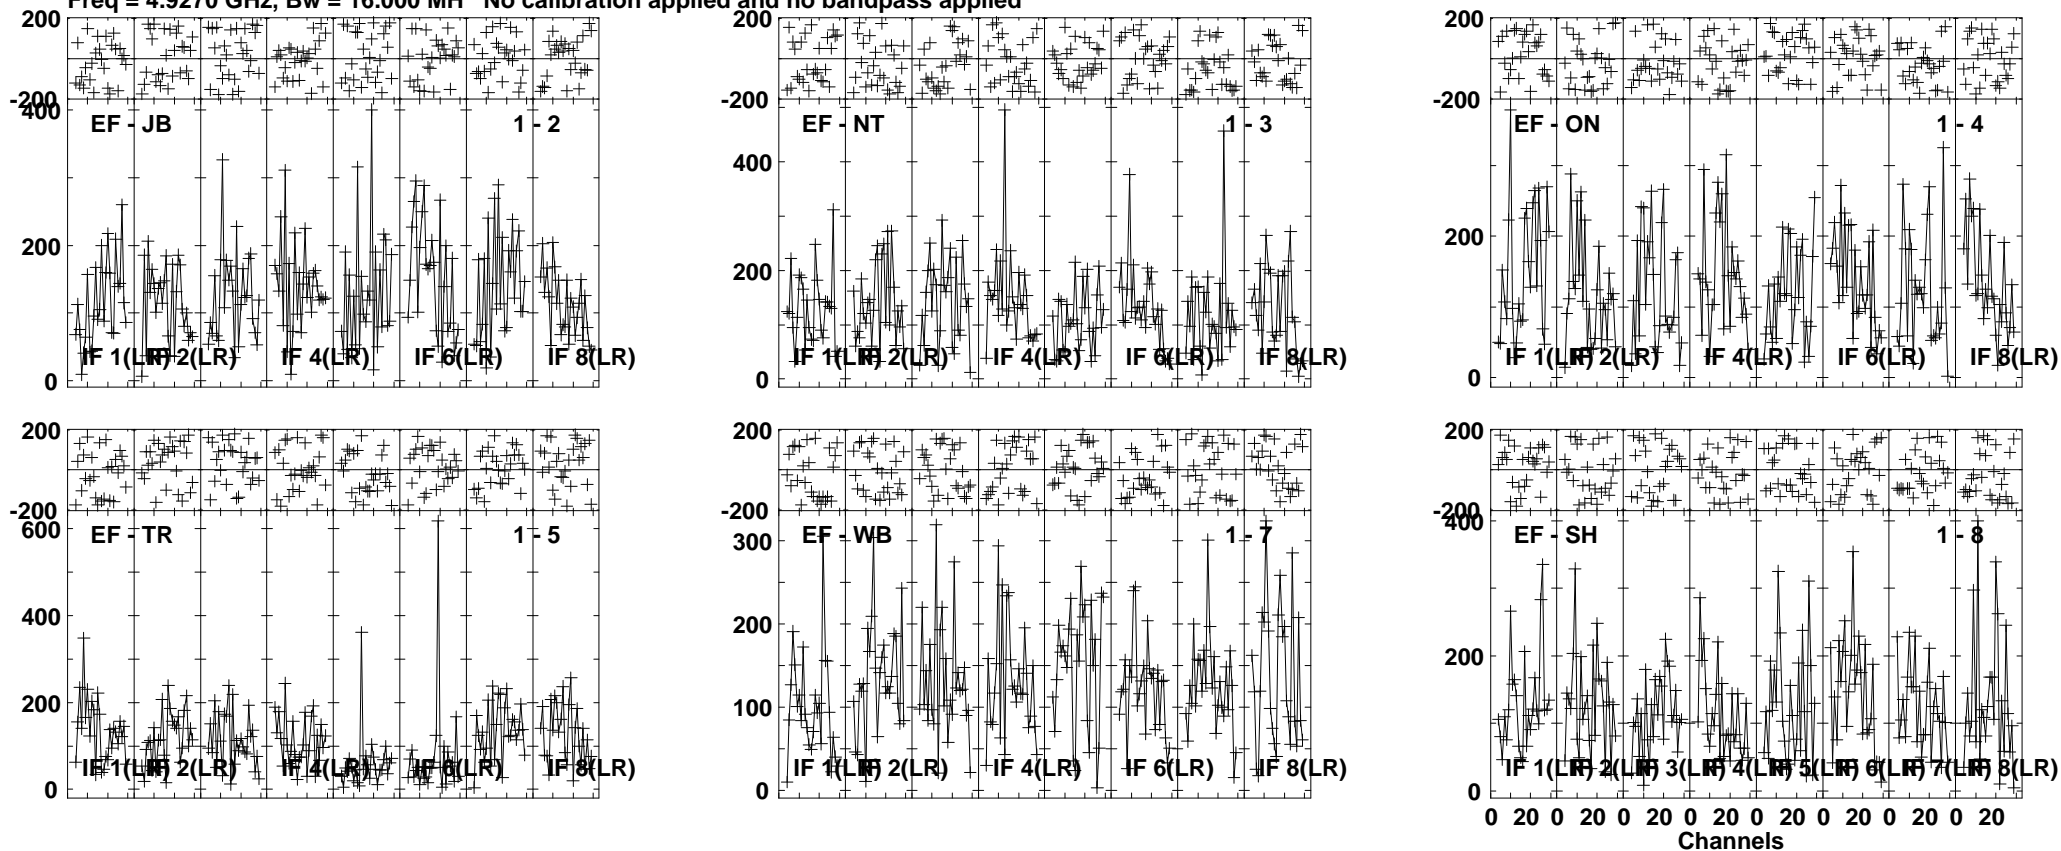 Freq = 4.9270 GHz, Bw = 16.000 MH No calibration applied and no bandpass applied
200
-200
400
200
0
EF - JB
1 - 2
IF 1(LR)
IF 2(LR)
IF 4(LR)
IF 6(LR)
IF 8(LR)
200
-200
400
200
0
EF - NT
1 - 3
IF 1(LR)
IF 2(LR)
IF 4(LR)
IF 6(LR)
IF 8(LR)
200
-200
200
0
EF - ON
1 - 4
IF 1(LR)
IF 2(LR)
IF 4(LR)
IF 6(LR)
IF 8(LR)
200
-200
600
400
200
0
EF - TR
1 - 5
IF 1(LR)
IF 2(LR)
IF 4(LR)
IF 6(LR)
IF 8(LR)
200
-200
300
200
100
0
EF - WB
1 - 7
IF 1(LR)
IF 2(LR)
IF 4(LR)
IF 6(LR)
IF 8(LR)
200
-200
400
200
0
EF - SH
1 - 8
IF 1(LR)
IF 2(LR)
IF 3(LR)
IF 4(LR)
IF 5(LR)
IF 6(LR)
IF 7(LR)
IF 8(LR)
0 20 0 20 0 20 0 20 0 20 0 20 0 20 0 20
Channels